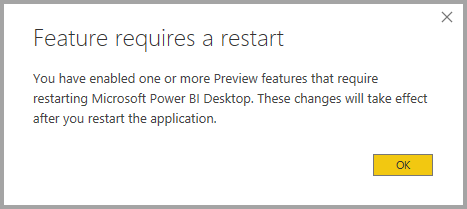 Feature requires a restart
You have enabled one or more Preview features that require
restarting Microsoft Power BI Desktop. These changes will take effect
after you restart the application.
OK